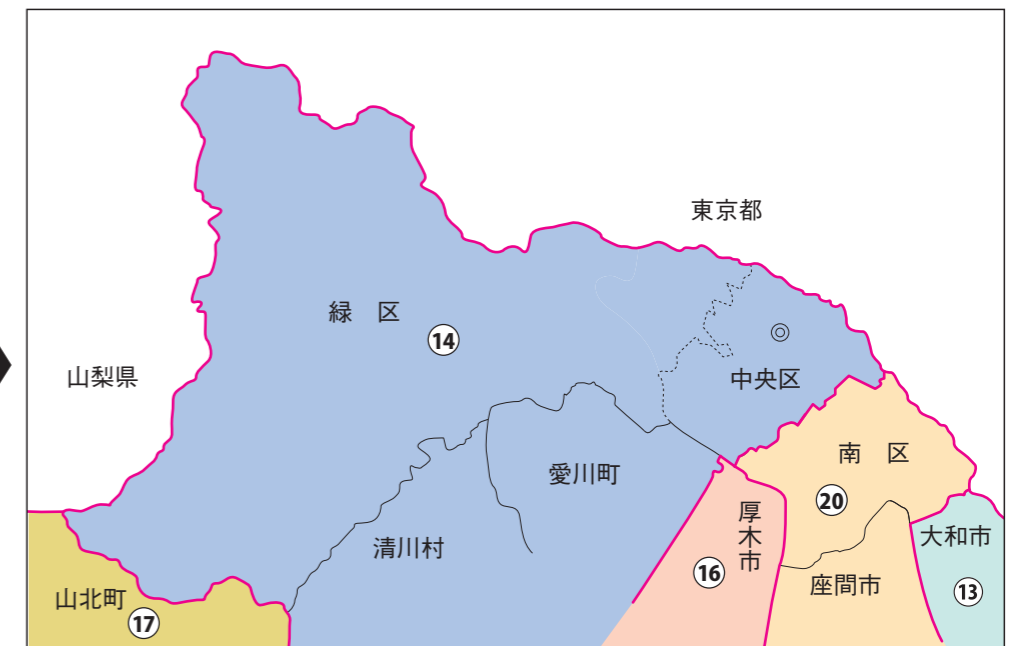 東京都
緑 区
⑭
山梨県
中央区
南 区
愛川町
⑳
厚木市
大和市
清川村
⑯
座間市
⑬
山北町
⑰